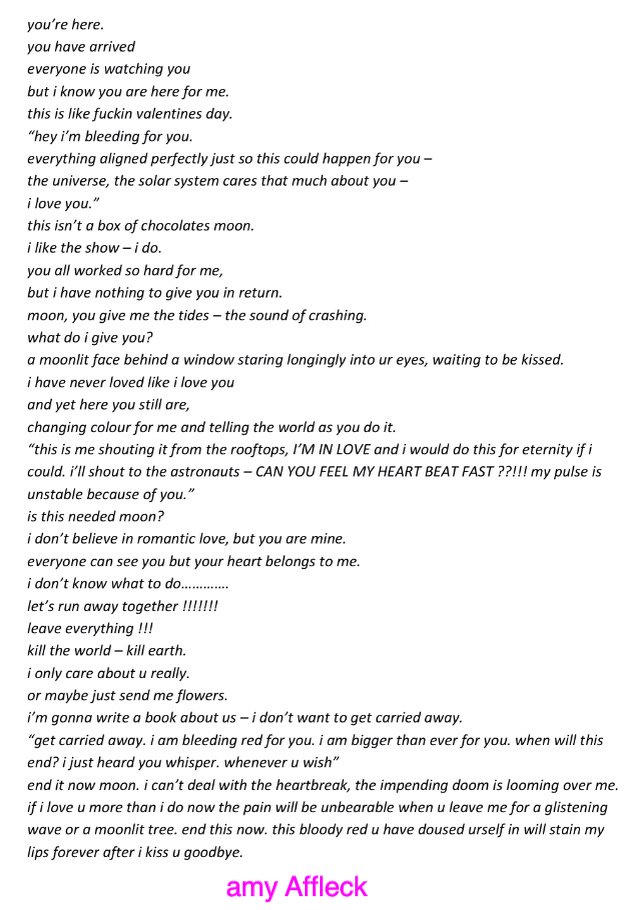 you're here.
you have arrived
everyone is watching you
but i know you are here for me.
this is like fuckin valentines day.
“hey i'm bleeding for you.
everything aligned perfectly just so this could happen for you –
the universe, the solar system cares that much about you –
i love you.”
this isn't a box of chocolates moon.
i like the show – i do.
you all worked so hard for me,
but i have nothing to give you in return.
moon, you give me the tides – the sound of crashing.
what do i give you?
a moonlit face behind a window staring longingly into ur eyes, waiting to be kissed.
i have never loved like i love you
and yet here you still are,
changing colour for me and telling the world as you do it.
“this is me shouting it from the rooftops, I'M IN LOVE and i would do this for eternity if i
could. i'll shout to the astronauts – CAN YOU FEEL MY HEART BEAT FAST ??!!! my pulse is
unstable because of you.”
is this needed moon?
i don't believe in romantic love, but you are mine.
everyone can see you but your heart belongs to me.
i don't know what to do………….
let's run away together !!!!!!!
leave everything !!!
kill the world – kill earth.
i only care about u really.
or maybe just send me flowers.
i'm gonna write a book about us – i don't want to get carried away.
“get carried away. i am bleeding red for you. i am bigger than ever for you. when will this
end? i just heard you whisper. whenever u wish”
end it now moon. i can't deal with the heartbreak, the impending doom is looming over me.
if i love u more than i do now the pain will be unbearable when u leave me for a glistening
wave or a moonlit tree. end this now. this bloody red u have doused urself in will stain my
lips forever after i kiss u goodbye.
amy Affleck